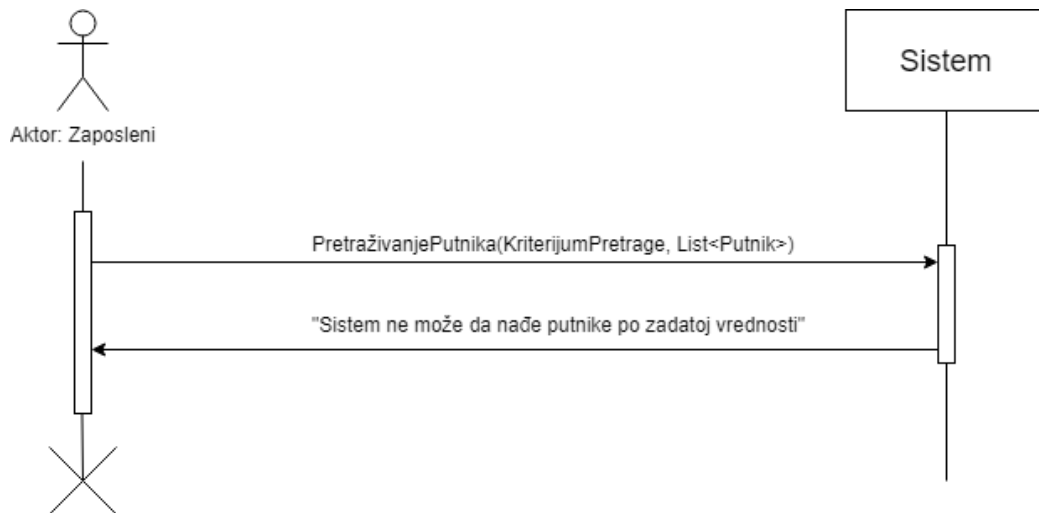 Sistem
Aktor: Zaposleni
PretraživanjePutnika(KriterijumPretrage, List<Putnik>)
"Sistem ne može da nađe putnike po zadatoj vrednosti"